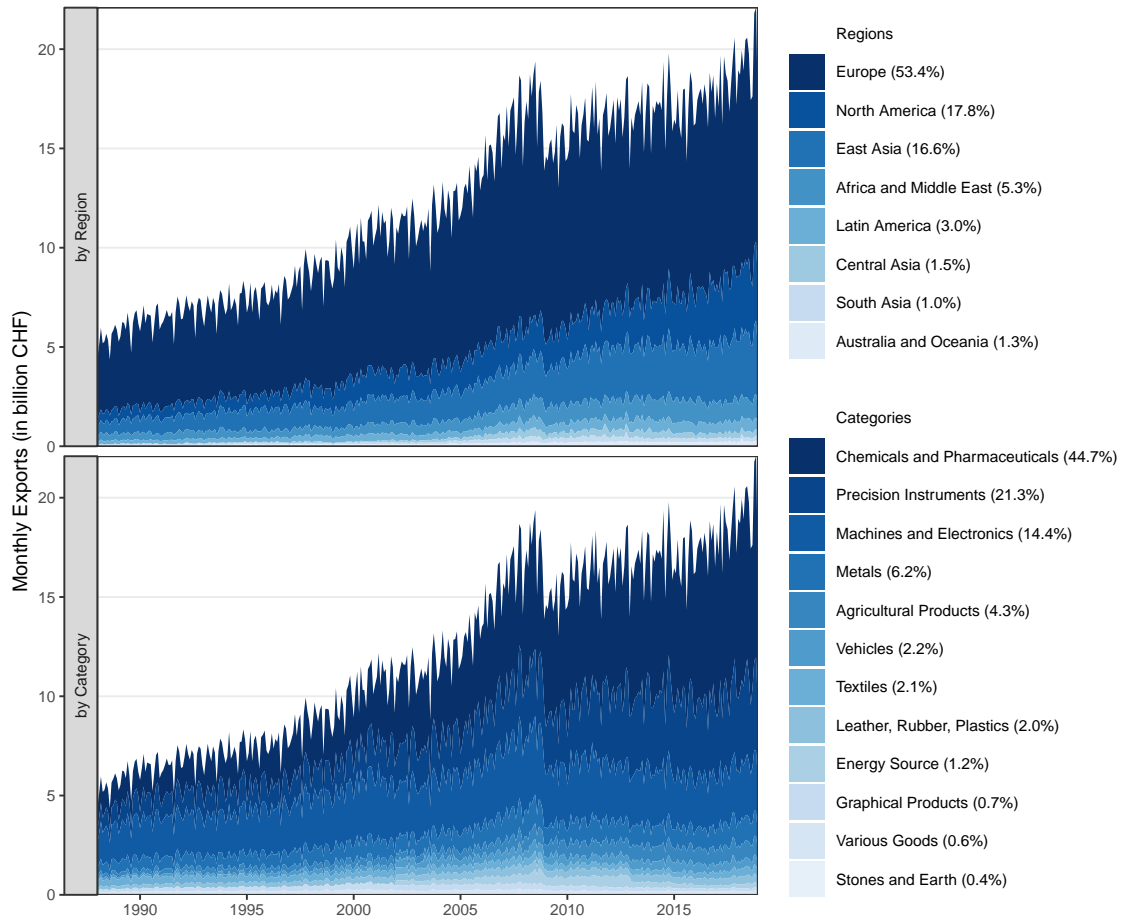 Monthly Exports (in billion CHF)
by Region
20
15
10
5
0
by Category
20
15
10
5
0
1990 1995 2000 2005 2010 2015
Regions
Europe (53.4%)
North America (17.8%)
East Asia (16.6%)
Africa and Middle East (5.3%)
Latin America (3.0%)
Central Asia (1.5%)
South Asia (1.0%)
Australia and Oceania (1.3%)
Categories
Chemicals and Pharmaceuticals (44.7%)
Precision Instruments (21.3%)
Machines and Electronics (14.4%)
Metals (6.2%)
Agricultural Products (4.3%)
Vehicles (2.2%)
Textiles (2.1%)
Leather, Rubber, Plastics (2.0%)
Energy Source (1.2%)
Graphical Products (0.7%)
Various Goods (0.6%)
Stones and Earth (0.4%)